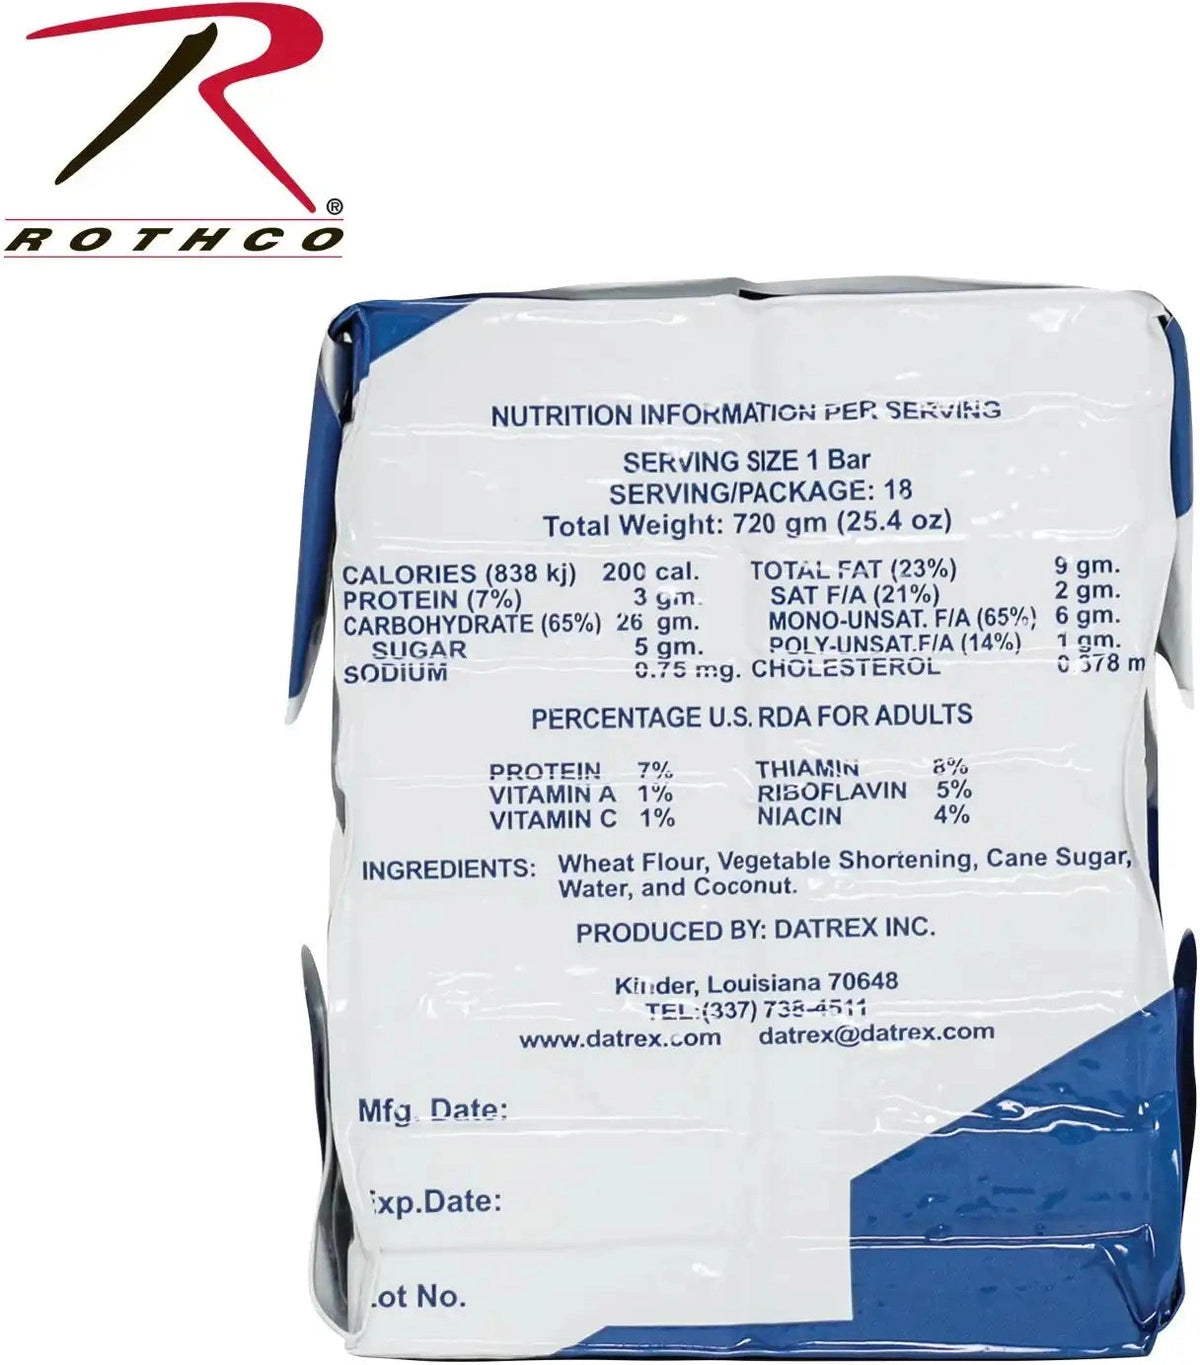 ROTHCO®
NUTRITION INFORMATION PER SERVING
SERVING SIZE 1 Bar
SERVING/PACKAGE: 18
Total Weight: 720 gm (25.4 oz)
CALORIES (838 kj) 200 cal. TOTAL FAT (23%) 9 gm.
PROTEIN (7%) 3 gm. SAT F/A (21%) 2 gm.
CARBOHYDRATE (65%) 26 gm. MONO-UNSAT. F/A (65%) 6 gm.
SUGAR 5 gm. POLY-UNSAT.F/A (14%) 1 gm.
SODIUM 0.75 mg. CHOLESTEROL m
PERCENTAGE U.S. RDA FOR ADULTS
PROTEIN 7% THIAMIN 8%
VITAMIN A 1% RIBOFLAVIN 5%
VITAMIN C 1% NIACIN 4%
INGREDIENTS: Wheat Flour, Vegetable Shortening, Cane Sugar,
Water, and Coconut.
PRODUCED BY: DATREX INC.
Kinder, Louisiana 70648
TEL:(337) 738-4511
www.datrex.com datrex@datrex.com
Mfg. Date:
Exp.Date:
Lot No.